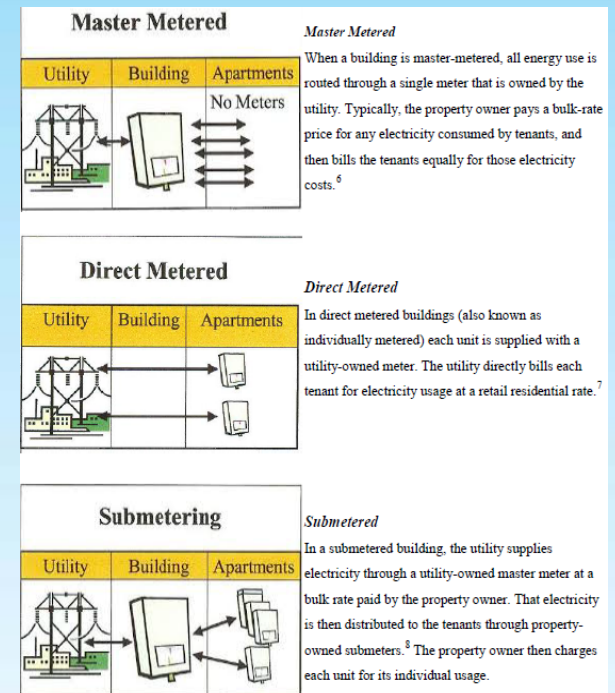 Master Metered
Utility Building Apartments
No Meters
Master Metered
When a building is master-metered, all energy use is
routed through a single meter that is owned by the
utility. Typically, the property owner pays a bulk-rate
price for any electricity consumed by tenants, and
then bills the tenants equally for those electricity
costs.6
Direct Metered
Utility Building Apartments
Direct Metered
In direct metered buildings (also known as
individually metered) each unit is supplied with a
utility-owned meter. The utility directly bills each
tenant for electricity usage at a retail residential rate.7
Submetering
Utility Building Apartments
Submetered
In a submetered building, the utility supplies
electricity through a utility-owned master meter at a
bulk rate paid by the property owner. That electricity
is then distributed to the tenants through property-
owned submeters.8 The property owner then charges
each unit for its individual usage.